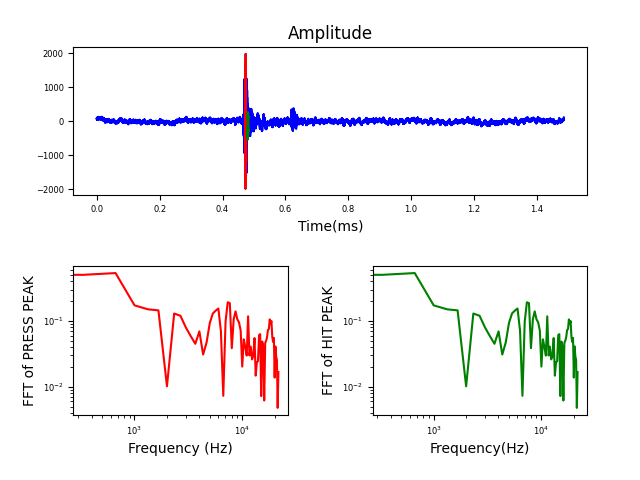 Amplitude
2000
1000
0
−1000
−2000
0.0 0.2 0.4 0.6 0.8 1.0 1.2 1.4
Time(ms)
FFT of PRESS PEAK
10⁻¹
10⁻²
10³ 10⁴
Frequency (Hz)
FFT of HIT PEAK
10⁻¹
10⁻²
10³ 10⁴
Frequency(Hz)